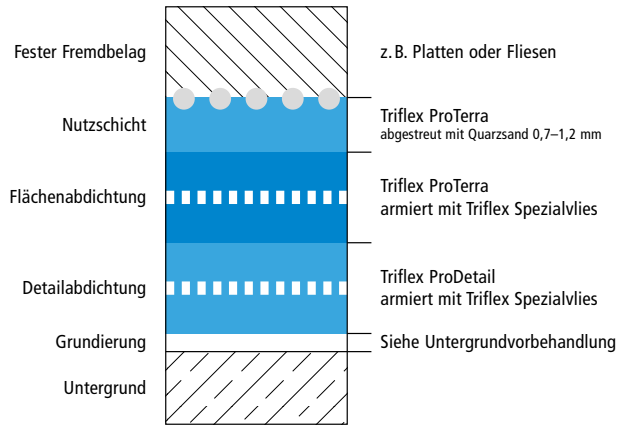 Fester Fremdbelag
z. B. Platten oder Fliesen
Nutzschicht
Triflex ProTerra
abgestreut mit Quarzsand 0,7–1,2 mm
Flächenabdichtung
Triflex ProTerra
armiert mit Triflex Spezialvlies
Detailabdichtung
Triflex ProDetail
armiert mit Triflex Spezialvlies
Grundierung
Siehe Untergrundvorbehandlung
Untergrund